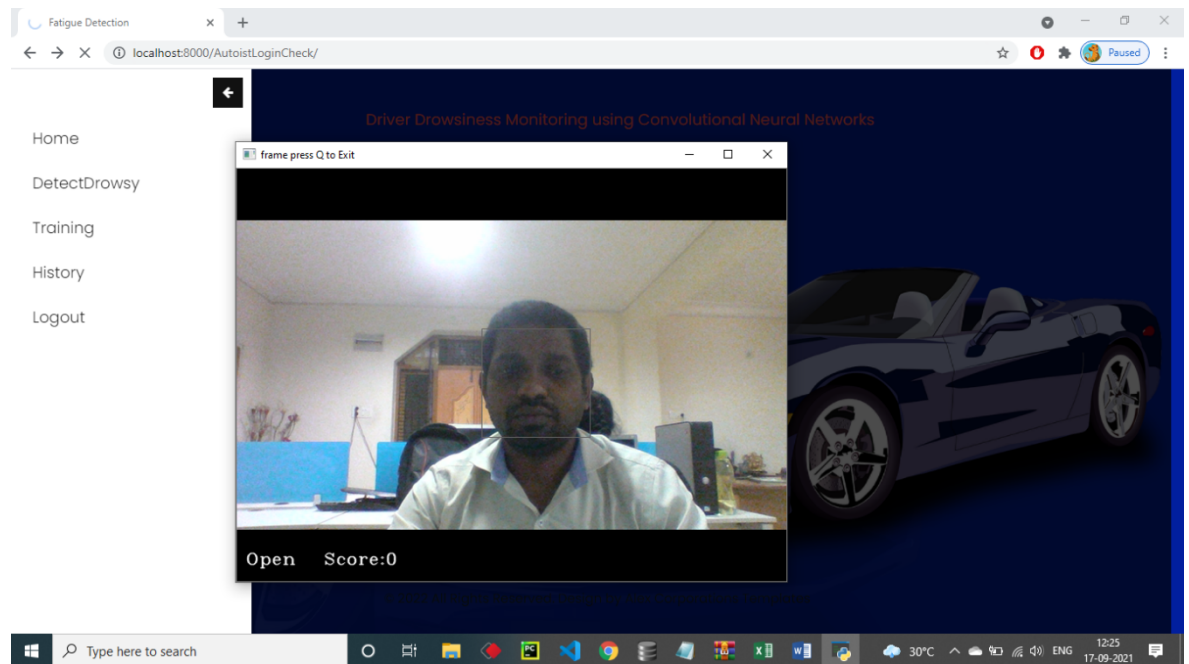 Fatigue Detection
localhost:8000/AutoistLoginCheck/
Paused
Driver Drowsiness Monitoring using Convolutional Neural Networks
Home
DetectDrowsy
Training
History
Logout
frame press Q to Exit
Open Score:0
Type here to search
30°C
ENG
12:25
17-09-2021